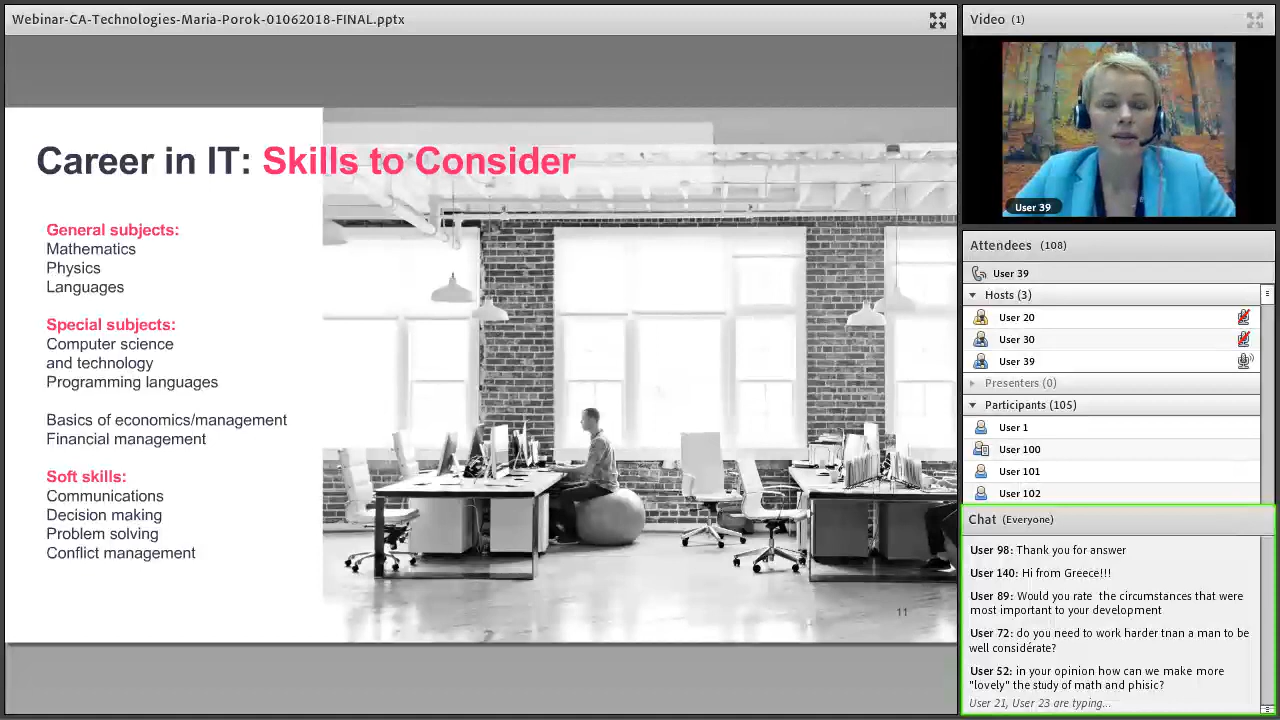 Webinar-CA-Technologies-Maria-Porok-01062018-FINAL.pptx
Career in IT: Skills to Consider
General subjects:
Mathematics
Physics
Languages
Special subjects:
Computer science
and technology
Programming languages
Basics of economics/management
Financial management
Soft skills:
Communications
Decision making
Problem solving
Conflict management
11
Video (1)
User 39
Attendees (108)
User 39
Hosts (3)
User 20
User 30
User 39
Presenters (0)
Participants (105)
User 1
User 100
User 101
User 102
Chat (Everyone)
User 98: Thank you for answer
User 140: Hi from Greece!!!
User 89: Would you rate the circumstances that were
most important to your development
User 72: do you need to work harder tnan a man to be
well considérate?
User 52: in your opinion how can we make more
"lovely" the study of math and phisic?
User 21, User 23 are typing...